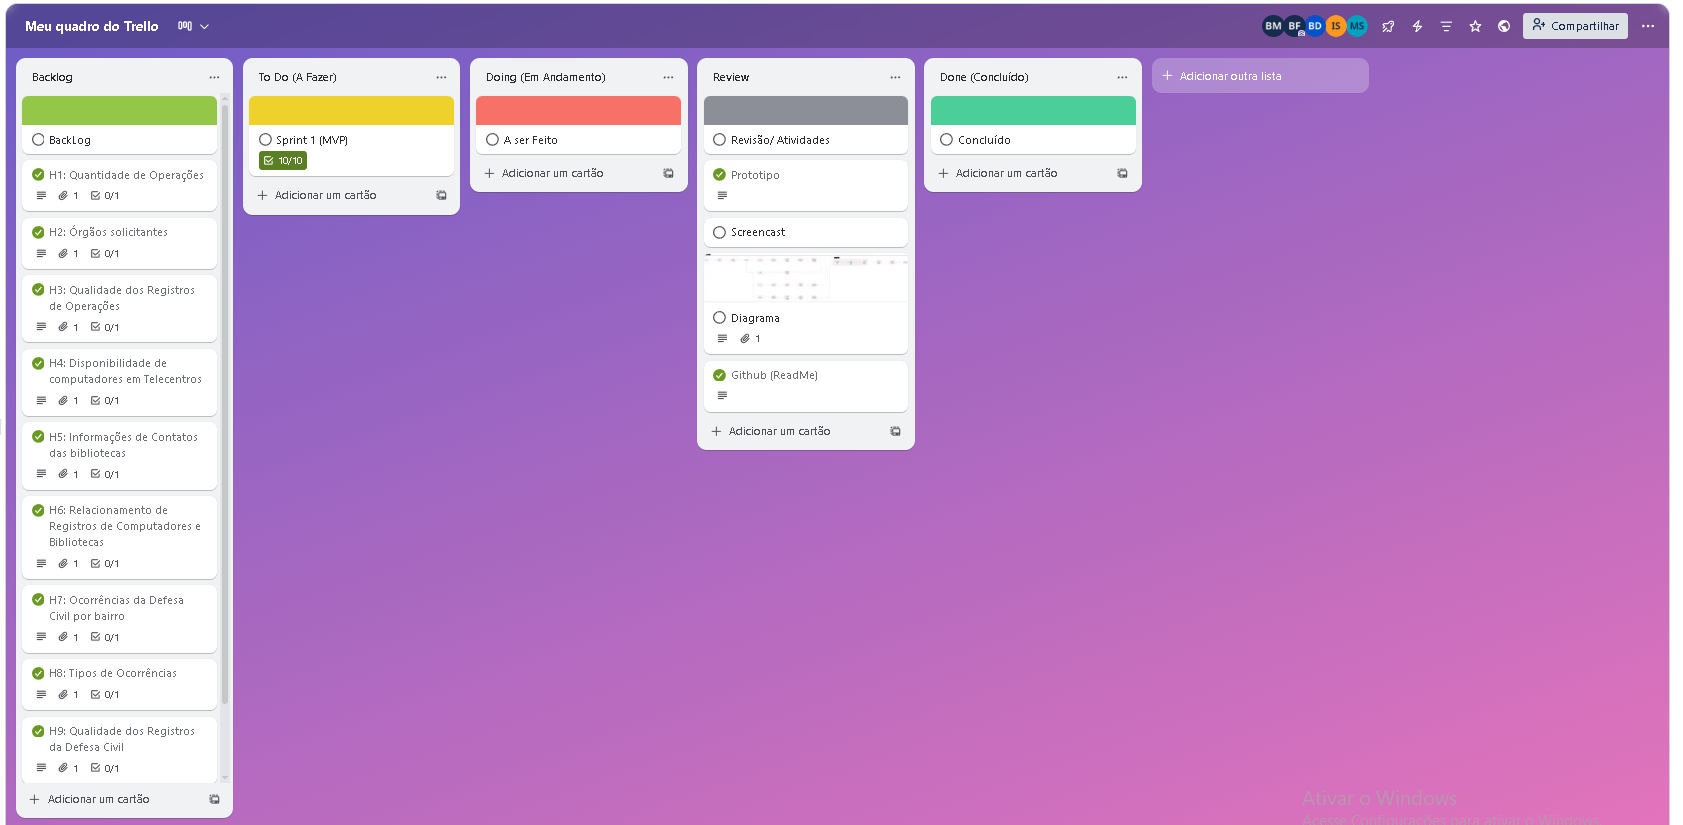 Meu quadro do Trello
BM BF BD IS MS
Compartilhar
Backlog
BackLog
H1: Quantidade de Operações
1 0/1
H2: Órgãos solicitantes
1 0/1
H3: Qualidade dos Registros
de Operações
1 0/1
H4: Disponibilidade de
computadores em Telecentros
1 0/1
H5: Informações de Contatos
das bibliotecas
1 0/1
H6: Relacionamento de
Registros de Computadores e
Bibliotecas
1 0/1
H7: Ocorrências da Defesa
Civil por bairro
1 0/1
H8: Tipos de Ocorrências
1 0/1
H9: Qualidade dos Registros
da Defesa Civil
1 0/1
Adicionar um cartão
To Do (A Fazer)
Sprint 1 (MVP)
10/10
Adicionar um cartão
Doing (Em Andamento)
A ser Feito
Adicionar um cartão
Review
Revisão/ Atividades
Prototipo
Screencast
Diagrama
1
Github (ReadMe)
Adicionar um cartão
Done (Concluído)
Concluído
Adicionar um cartão
Adicionar outra lista
Ativar o Windows
Acesse Configurações para ativar o Windows.